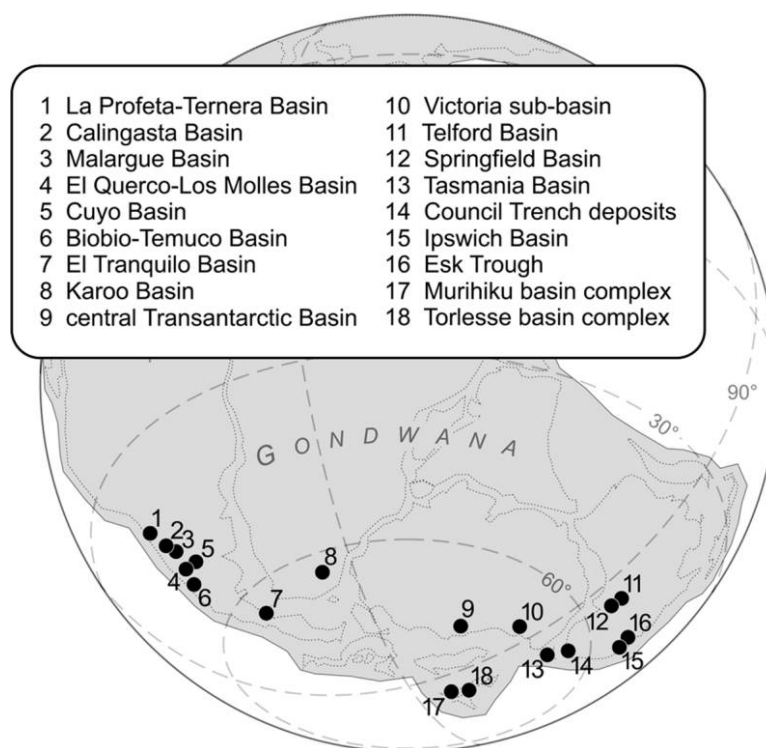 1 La Profeta-Ternera Basin
2 Calingasta Basin
3 Malargue Basin
4 El Querco-Los Molles Basin
5 Cuyo Basin
6 Biobio-Temuco Basin
7 El Tranquilo Basin
8 Karoo Basin
9 central Transantarctic Basin
10 Victoria sub-basin
11 Telford Basin
12 Springfield Basin
13 Tasmania Basin
14 Council Trench deposits
15 Ipswich Basin
16 Esk Trough
17 Murihiku basin complex
18 Torlesse basin complex
90°
30°
GONDWANA
1
2
3
5
4
6
8
7
60°
11
12
9
10
16
13
14
15
18
17